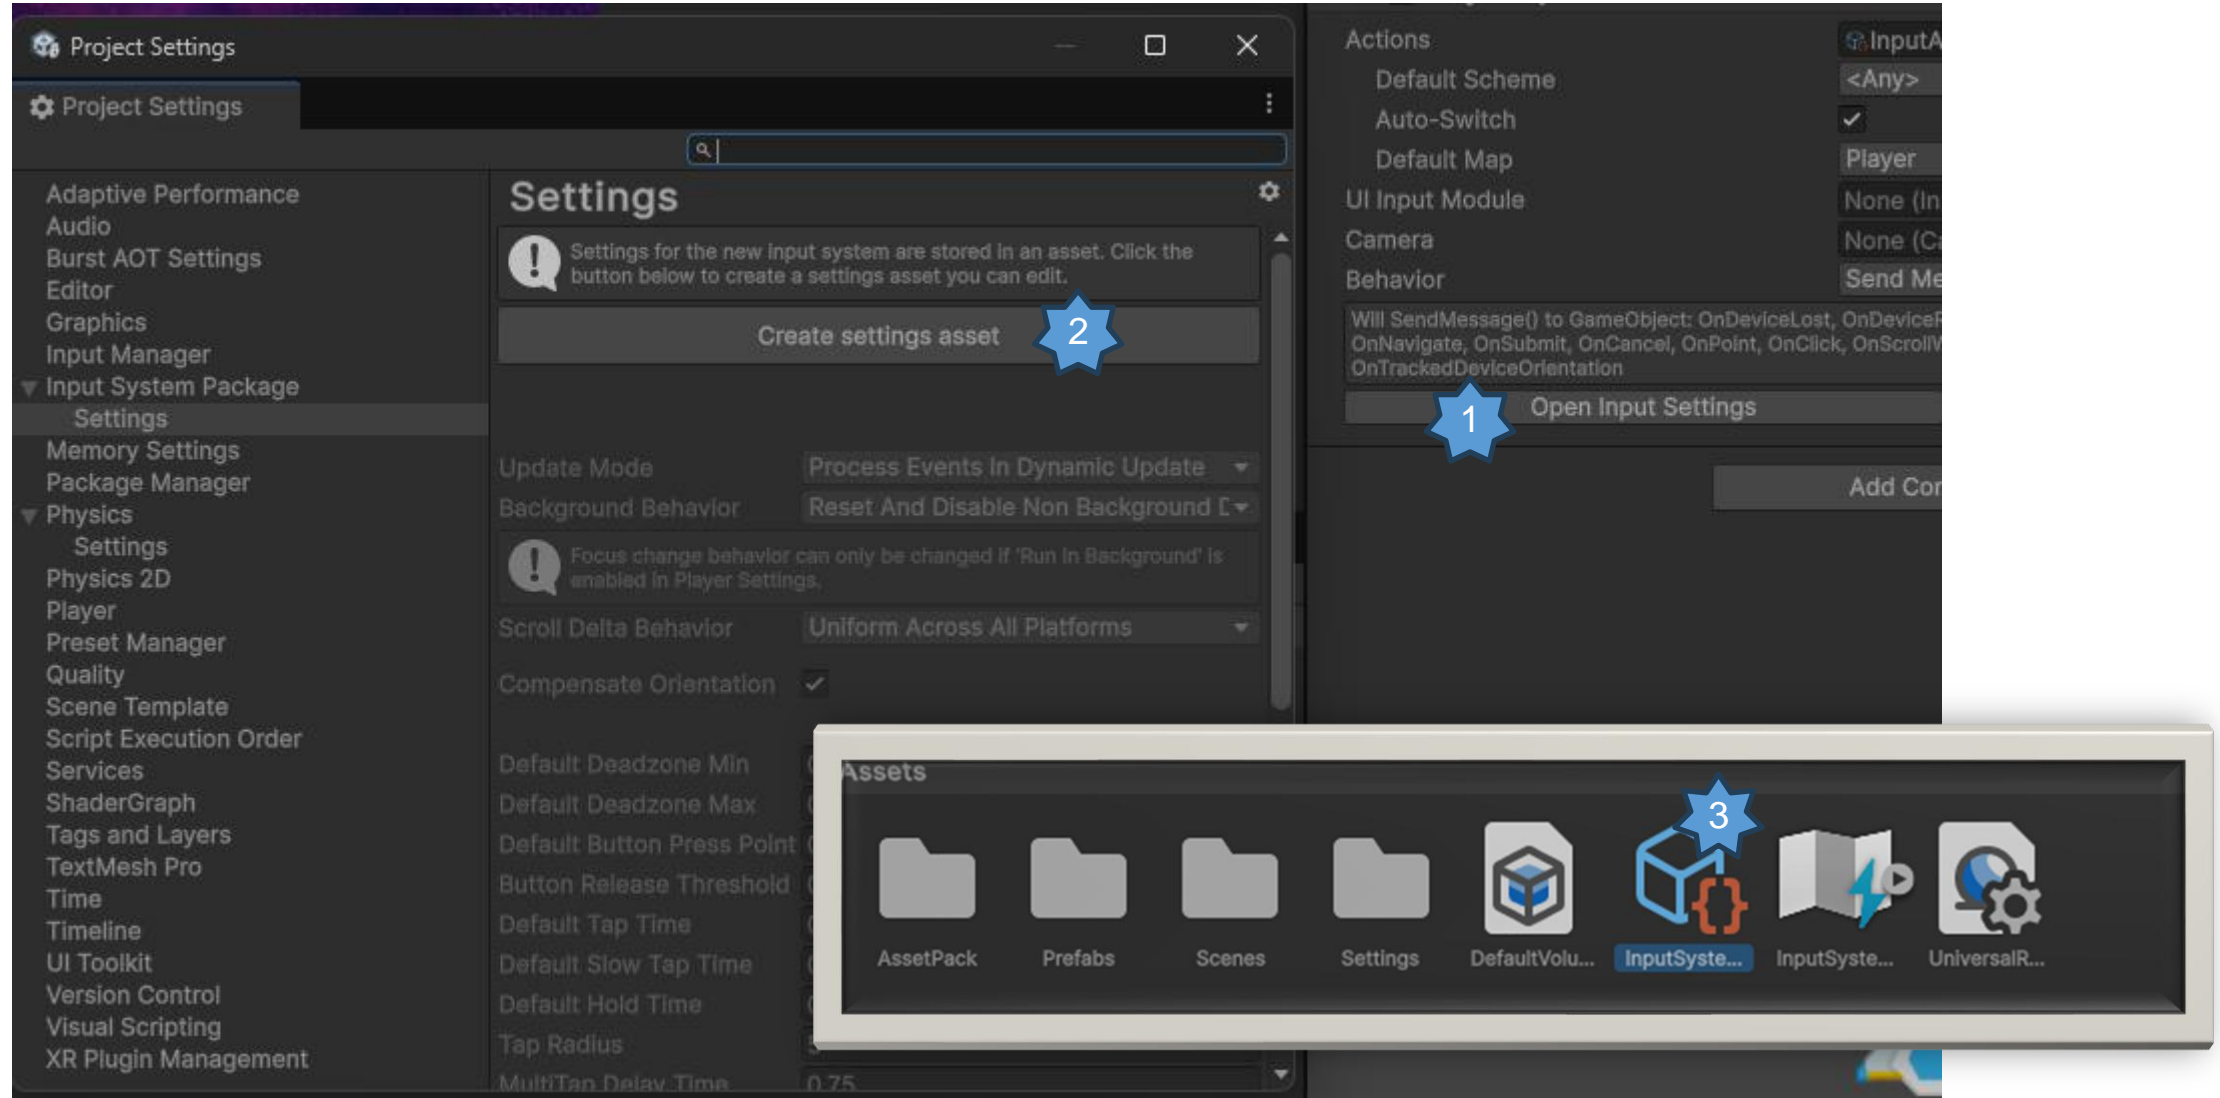 Project Settings
Project Settings
Adaptive Performance
Audio
Burst AOT Settings
Editor
Graphics
Input Manager
Input System Package
Settings
Memory Settings
Package Manager
Physics
Settings
Physics 2D
Player
Preset Manager
Quality
Scene Template
Script Execution Order
Services
ShaderGraph
Tags and Layers
TextMesh Pro
Time
Timeline
UI Toolkit
Version Control
Visual Scripting
XR Plugin Management
Settings
Settings for the new input system are stored in an asset. Click the
button below to create a settings asset you can edit.
Create settings asset
2
Update Mode Process Events In Dynamic Update
Background Behavior Reset And Disable Non Background
Focus change behavior can only be changed if 'Run In Background' is
enabled in Player Settings.
Scroll Delta Behavior Uniform Across All Platforms
Compensate Orientation
Default Deadzone Min
Default Deadzone Max
Default Button Press Point
Button Release Threshold
Default Tap Time
Default Slow Tap Time
Default Hold Time
Tap Radius
MultiTap Delay Time 0.75
Actions InputA
Default Scheme <Any>
Auto-Switch
Default Map Player
UI Input Module None (In
Camera None (Ca
Behavior Send Me
Will SendMessage() to GameObject: OnDeviceLost, OnDeviceR
OnNavigate, OnSubmit, OnCancel, OnPoint, OnClick, OnScrollW
OnTrackedDeviceOrientation
1
Open Input Settings
Add Cor
Assets
3
AssetPack Prefabs Scenes Settings DefaultVolu... InputSyste... InputSyste... UniversalR...